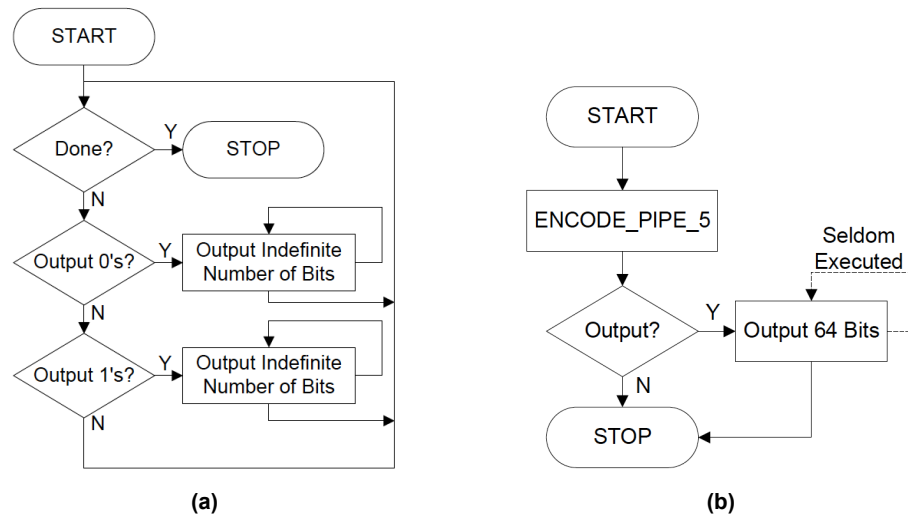 START
Done?
Y
STOP
N
Output 0's?
Y
Output Indefinite
Number of Bits
N
Output 1's?
Y
Output Indefinite
Number of Bits
N
(a)
START
ENCODE_PIPE_5
Seldom
Executed
Output?
Y
Output 64 Bits
N
STOP
(b)